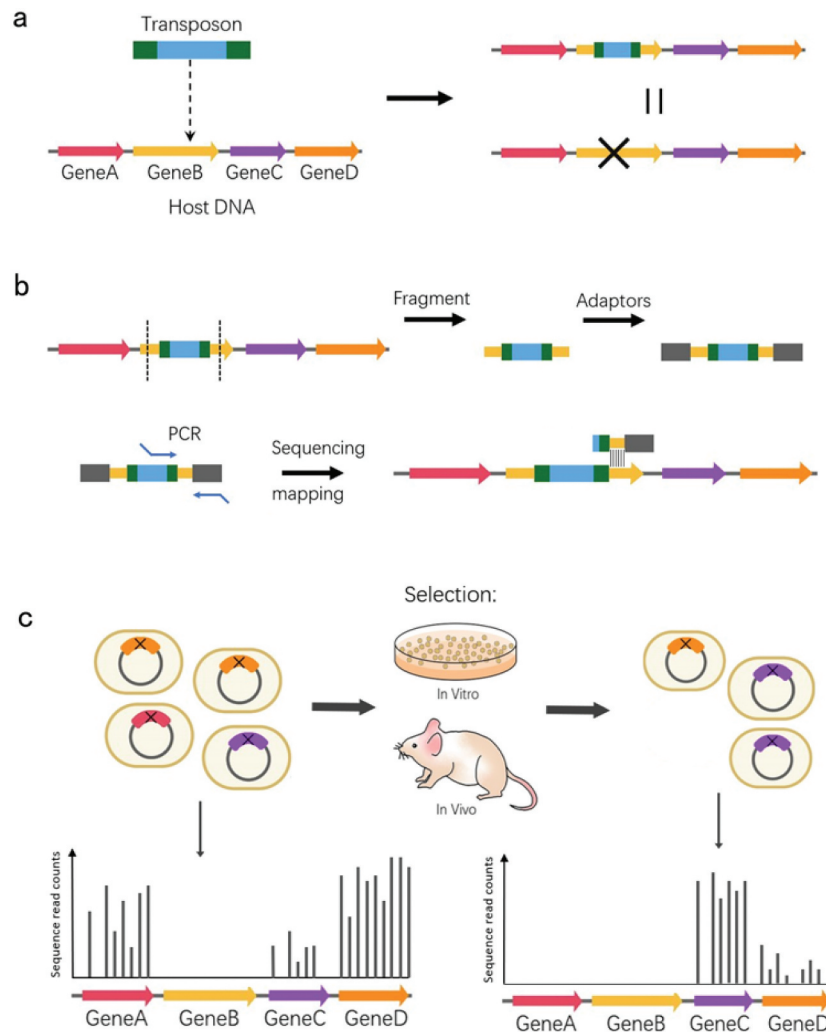 a
Transposon
GeneA GeneB GeneC GeneD
Host DNA
b
Fragment
Adaptors
PCR
Sequencing
mapping
c
Selection:
In Vitro
In Vivo
Sequence read counts
GeneA GeneB GeneC GeneD
Sequence read counts
GeneA GeneB GeneC GeneD